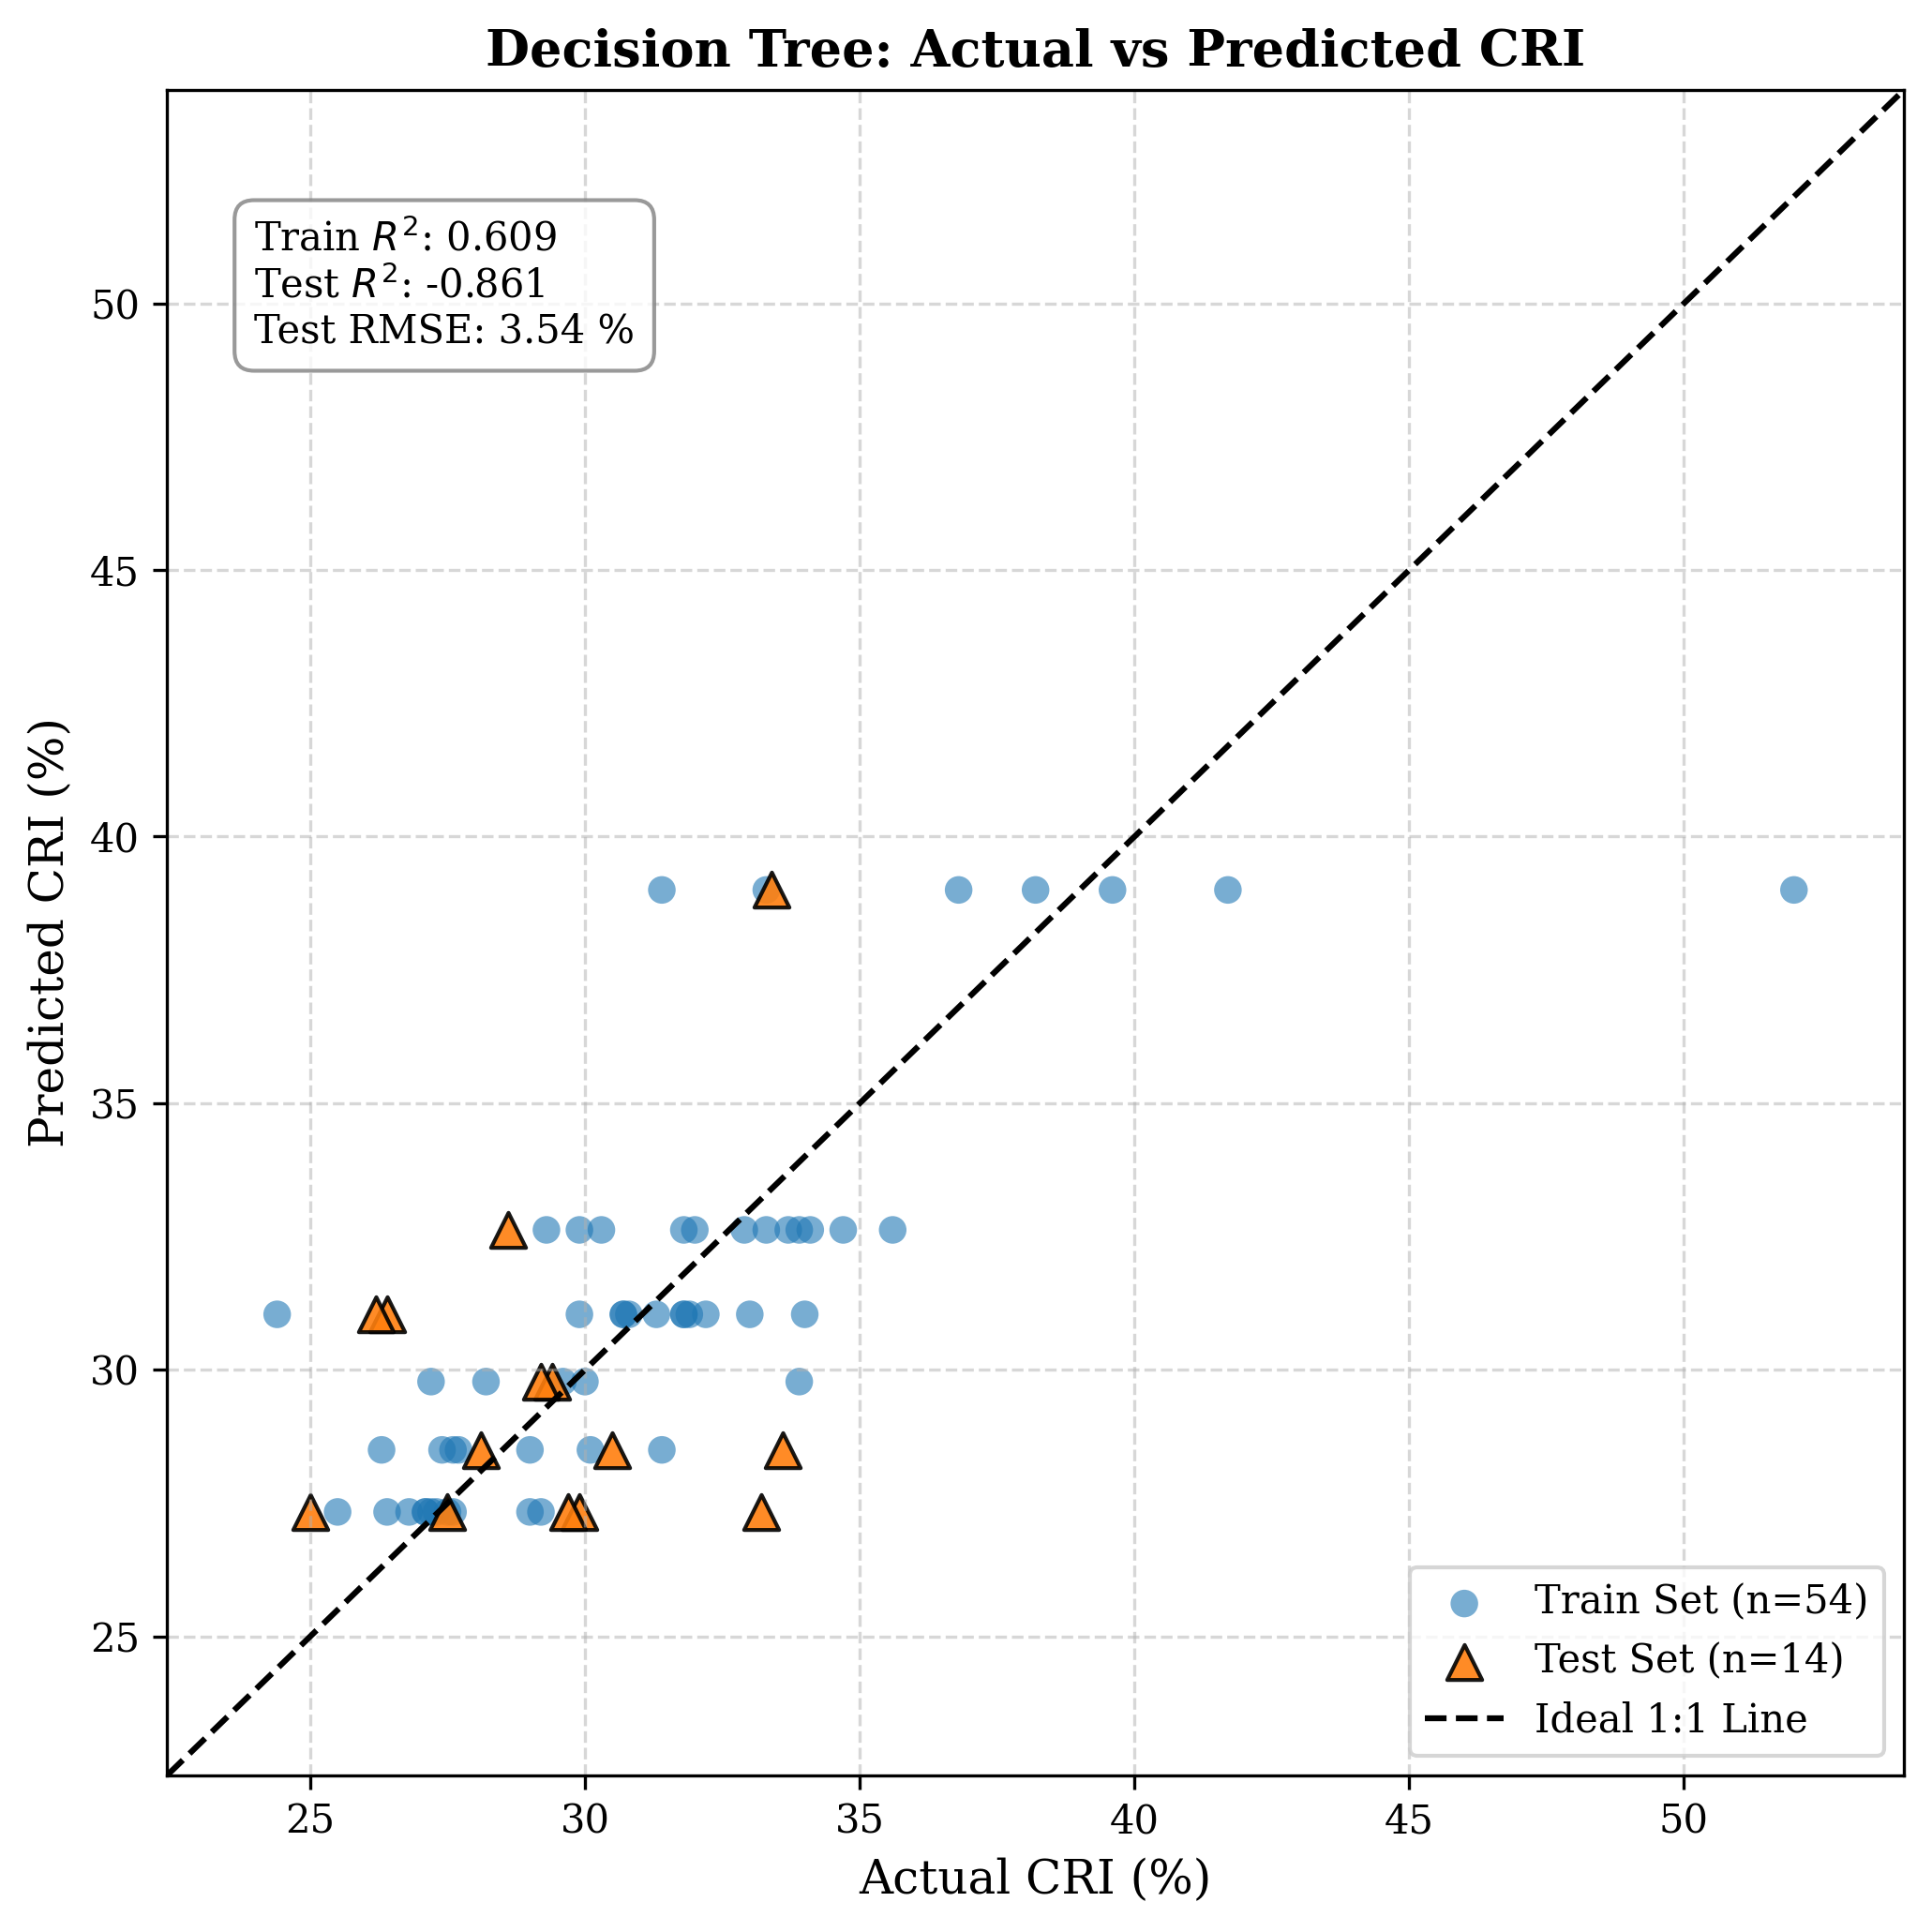 Decision Tree: Actual vs Predicted CRI
Train R²: 0.609
Test R²: -0.861
Test RMSE: 3.54 %
Predicted CRI (%)
50
45
40
35
30
25
Train Set (n=54)
Test Set (n=14)
Ideal 1:1 Line
25 30 35 40 45 50
Actual CRI (%)